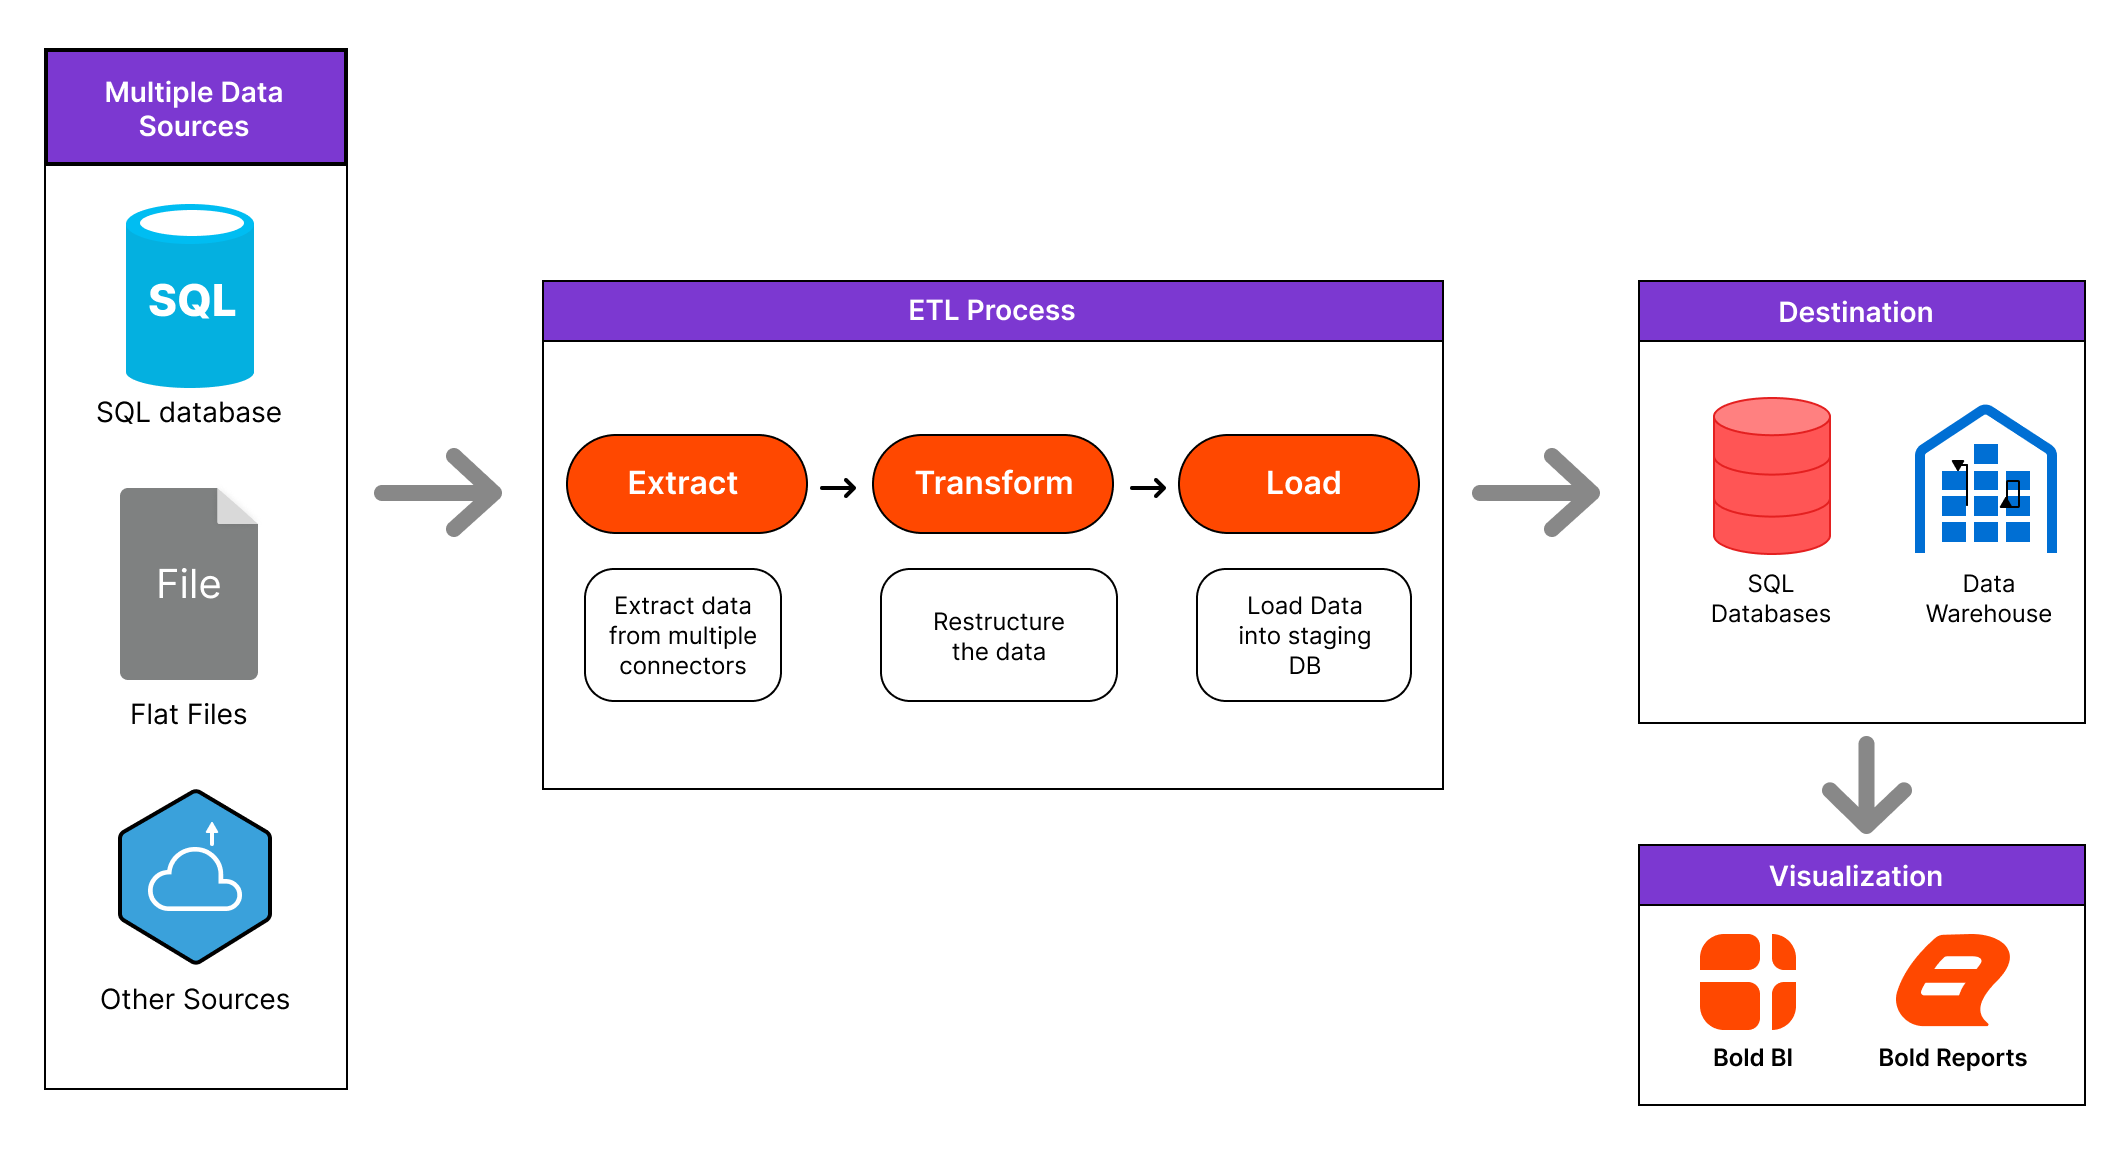 Multiple Data
Sources
SQL
SQL database
File
Flat Files
Other Sources
ETL Process
Extract
Transform
Load
Extract data
from multiple
connectors
Restructure
the data
Load Data
into staging
DB
Destination
SQL
Databases
Data
Warehouse
Visualization
Bold BI
Bold Reports